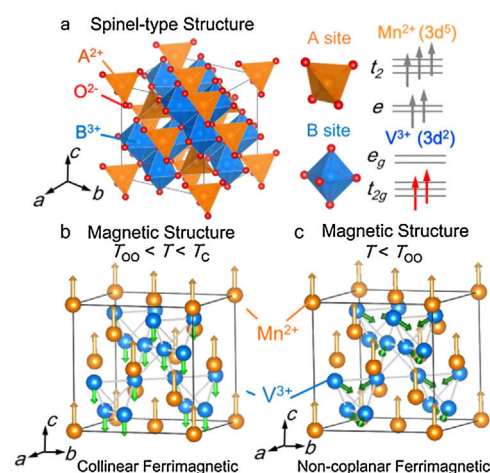 a Spinel-type Structure
A²⁺
O²⁻
B³⁺
c
a b
A site
Mn²⁺ (3d⁵)
t₂
e
B site
V³⁺ (3d²)
e_g
t_2g
b Magnetic Structure
T_OO < T < T_C
c Magnetic Structure
T < T_OO
Mn²⁺
V³⁺
c
a b
Collinear Ferrimagnetic
c
a b
Non-coplanar Ferrimagnetic